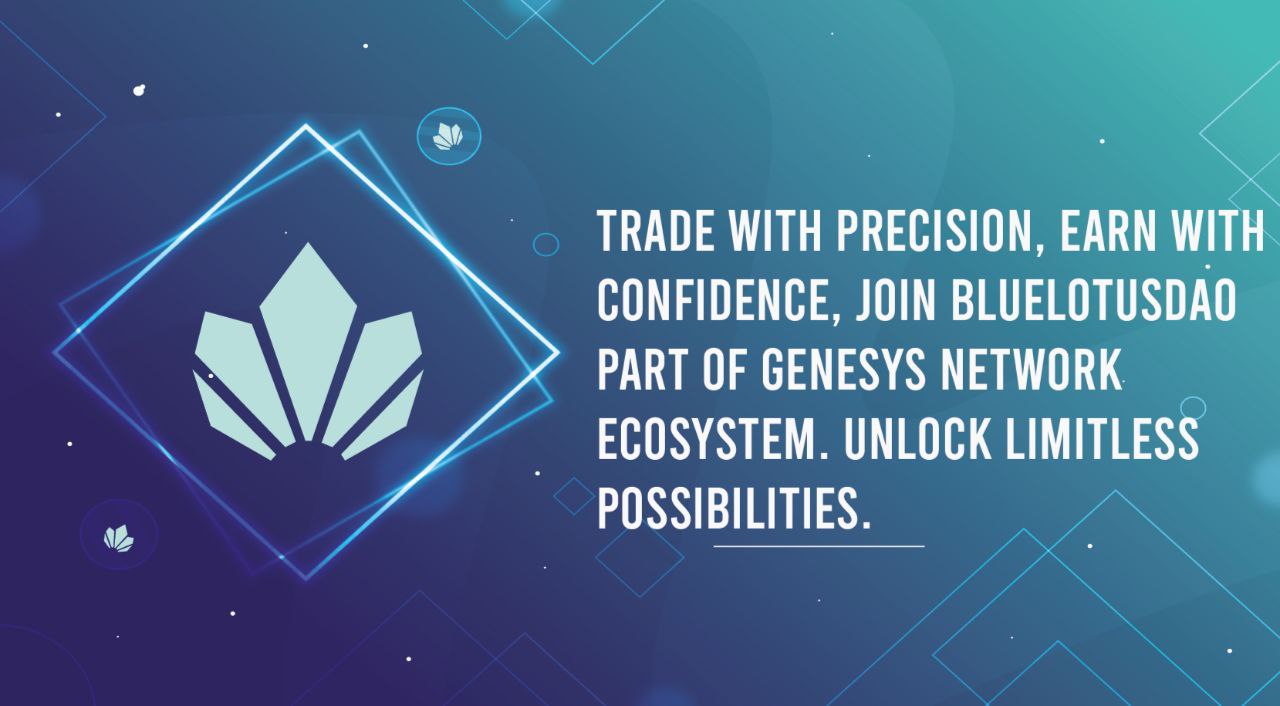 TRADE WITH PRECISION, EARN WITH
CONFIDENCE, JOIN BLUELOTUSDAO
PART OF GENESYS NETWORK
ECOSYSTEM. UNLOCK LIMITLESS
POSSIBILITIES.